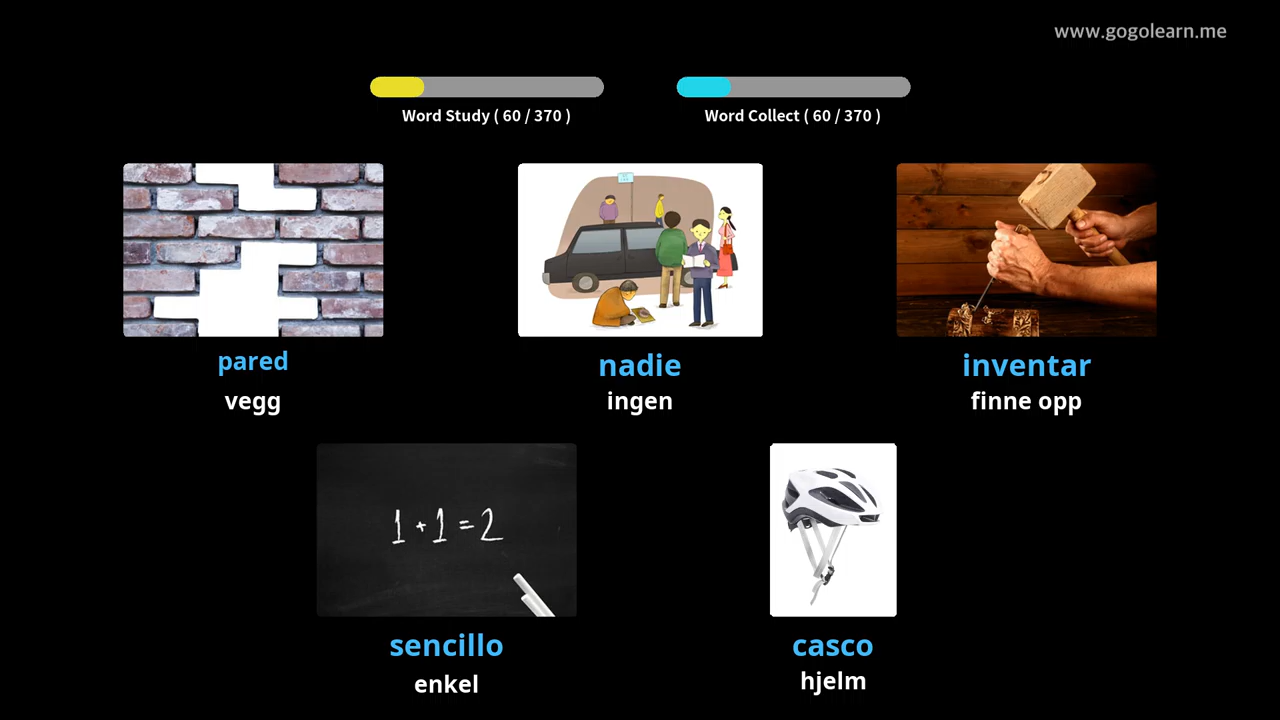 www.gogolearn.me
Word Study ( 60 / 370 )
Word Collect ( 60 / 370 )
pared
vegg
nadie
ingen
inventar
finne opp
1 + 1 = 2
sencillo
enkel
casco
hjelm